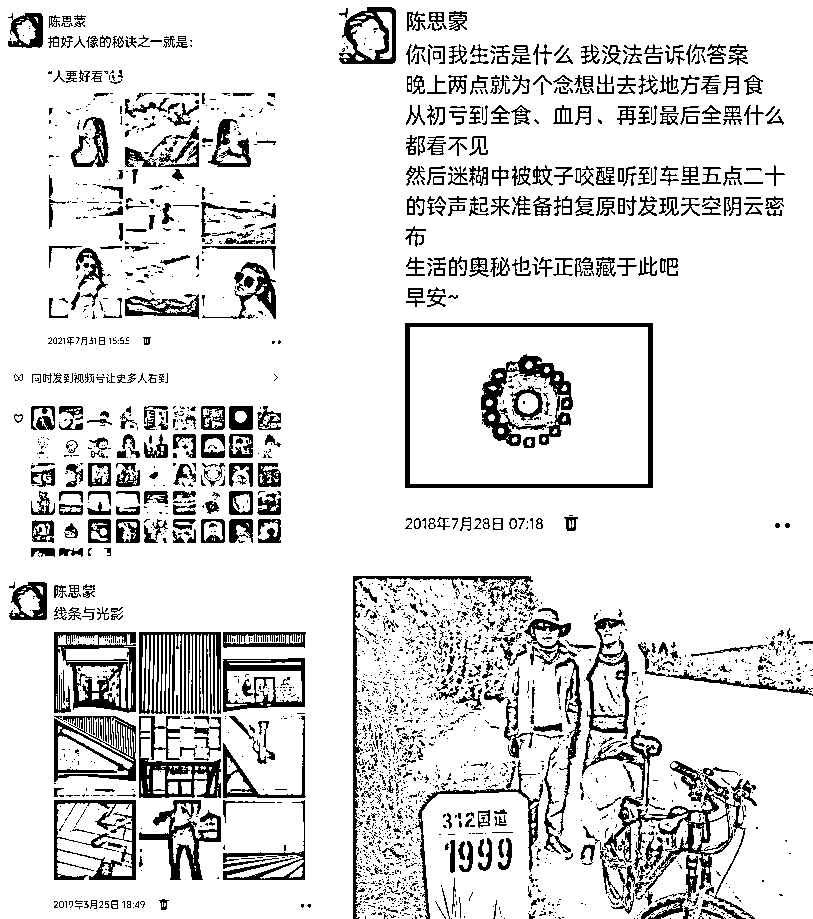 陈思蒙
拍好人像的秘诀之一就是:
“人要好看”
2021年7月31日 15:55
同时发到视频号让更多人看到
陈思蒙
你问我生活是什么 我没法告诉你答案
晚上两点就为个念想出去找地方看月食
从初亏到全食、血月、再到最后全黑什么
都看不见
然后迷糊中被蚊子咬醒听到车里五点二十
的铃声起来准备拍复原时发现天空阴云密
布
生活的奥秘也许正隐藏于此吧
早安~
2018年7月28日 07:18
陈思蒙
线条与光影
2019年3月25日 18:49
312国道
1999